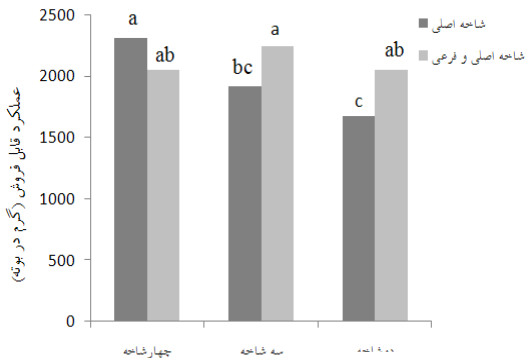 شاخه اصلی
شاخه اصلی و فرعی
عملکرد قابل فروش (گرم در بوته)
2500
2000
1500
1000
500
0
a
ab
bc
a
c
ab
چهارشاخه
سه شاخه